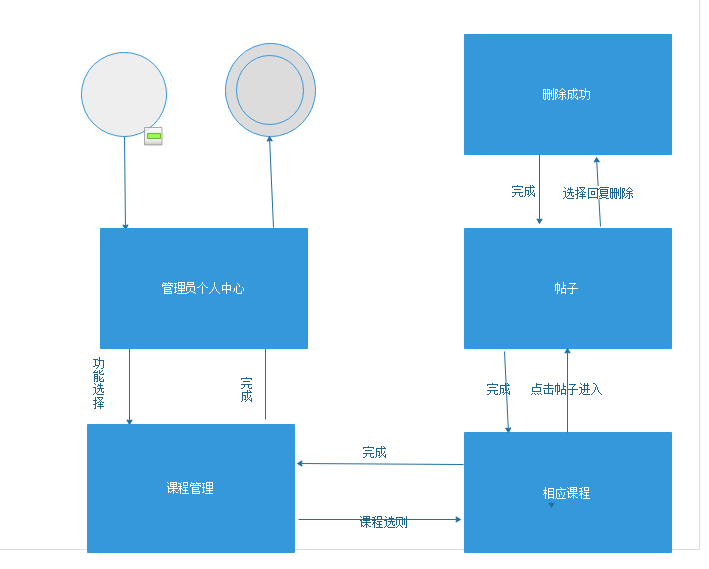 删除成功
完成
选择回复删除
管理员个人中心
帖子
功能选择
完成
完成
点击帖子进入
完成
课程管理
相应课程
课程选则